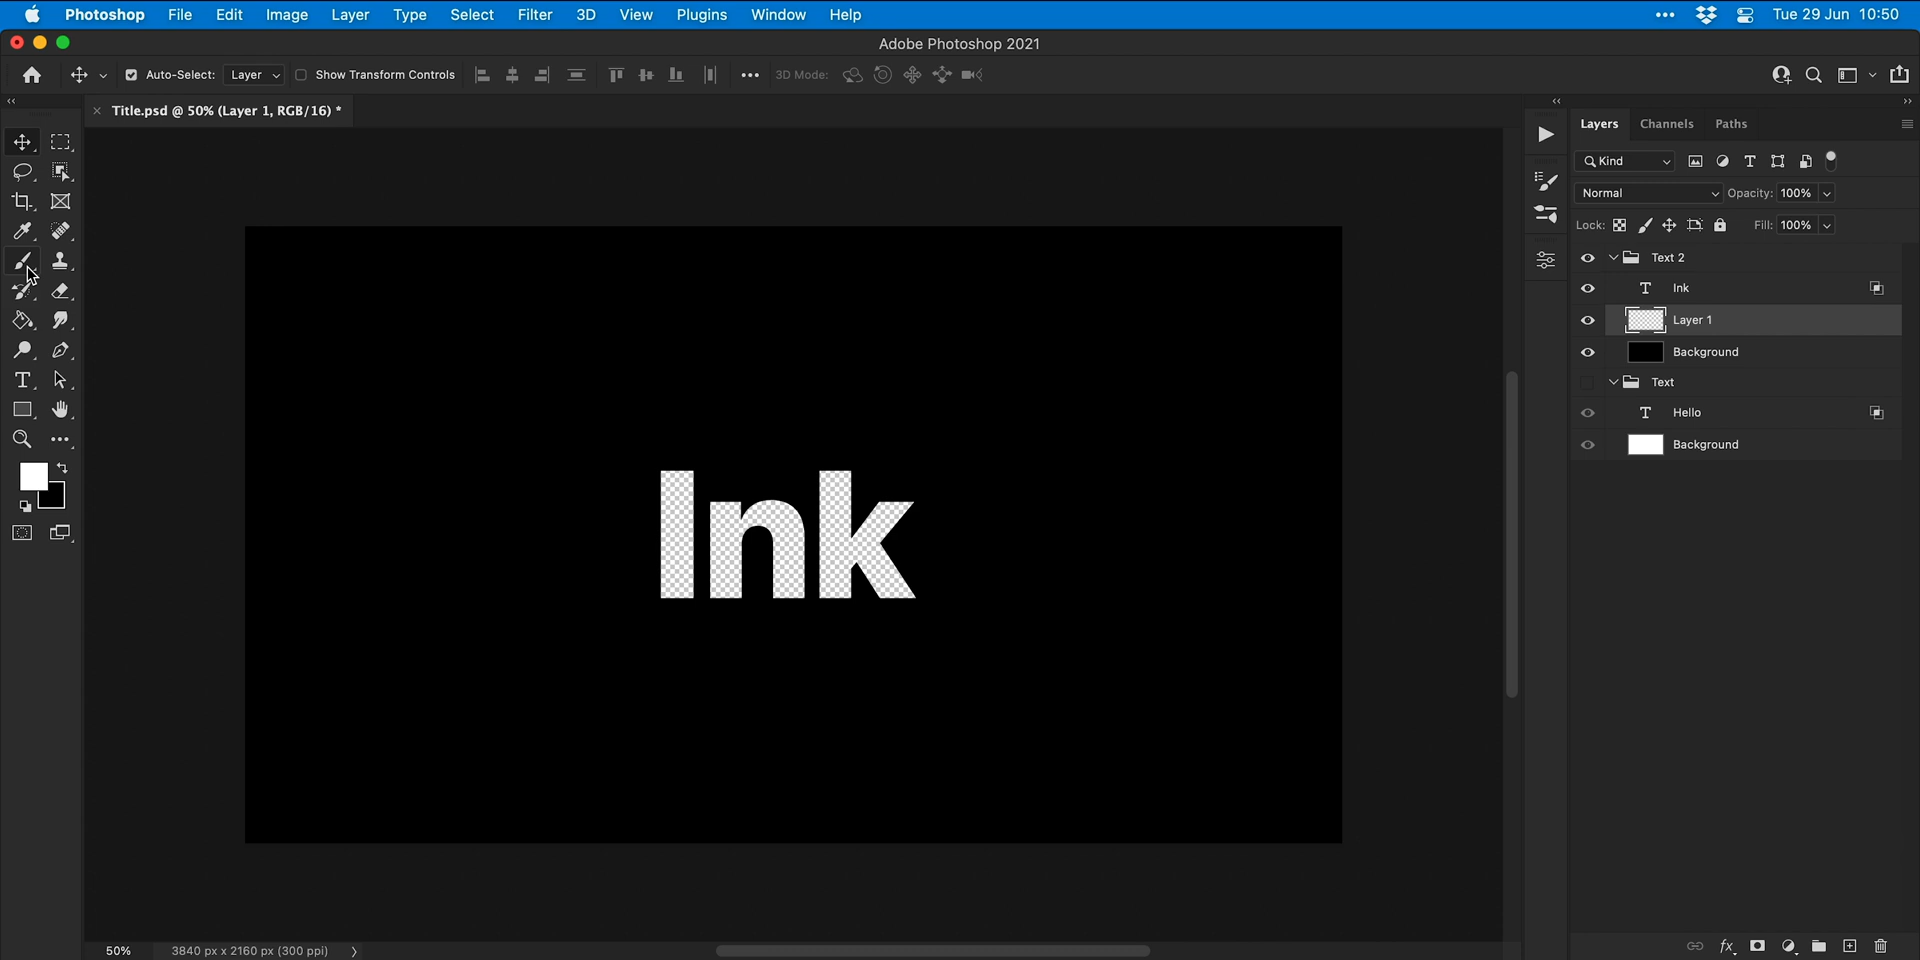 Photoshop File Edit Image Layer Type Select Filter 3D View Plugins Window Help Tue 29 Jun 10:50
Adobe Photoshop 2021
Auto-Select: Layer Show Transform Controls 3D Mode:
Title.psd @ 50% (Layer 1, RGB/16) *
Layers Channels Paths
Kind
Normal Opacity: 100%
Lock: Fill: 100%
Text 2
Ink
Layer 1
Background
Text
Hello
Background
Ink
50% 3840 px x 2160 px (300 ppi)